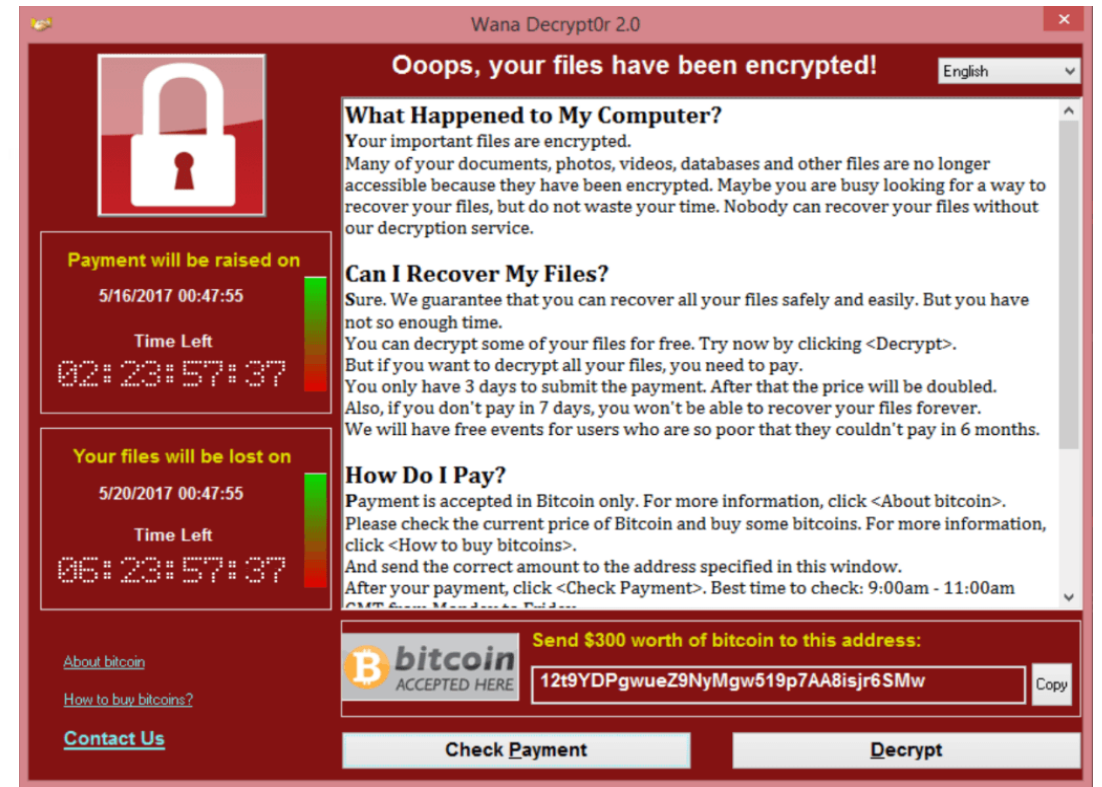 Wana Decrypt0r 2.0
Ooops, your files have been encrypted!
English
What Happened to My Computer?
Your important files are encrypted.
Many of your documents, photos, videos, databases and other files are no longer
accessible because they have been encrypted. Maybe you are busy looking for a way to
recover your files, but do not waste your time. Nobody can recover your files without
our decryption service.
Can I Recover My Files?
Sure. We guarantee that you can recover all your files safely and easily. But you have
not so enough time.
You can decrypt some of your files for free. Try now by clicking <Decrypt>.
But if you want to decrypt all your files, you need to pay.
You only have 3 days to submit the payment. After that the price will be doubled.
Also, if you don't pay in 7 days, you won't be able to recover your files forever.
We will have free events for users who are so poor that they couldn't pay in 6 months.
How Do I Pay?
Payment is accepted in Bitcoin only. For more information, click <About bitcoin>.
Please check the current price of Bitcoin and buy some bitcoins. For more information,
click <How to buy bitcoins>.
And send the correct amount to the address specified in this window.
After your payment, click <Check Payment>. Best time to check: 9:00am - 11:00am
GMT from Monday to Friday
Payment will be raised on
5/16/2017 00:47:55
Time Left
02:23:57:37
Your files will be lost on
5/20/2017 00:47:55
Time Left
06:23:57:37
About bitcoin
How to buy bitcoins?
Contact Us
bitcoin
ACCEPTED HERE
Send $300 worth of bitcoin to this address:
12t9YDPgwueZ9NyMgw519p7AA8isjr6SMw
Copy
Check Payment
Decrypt